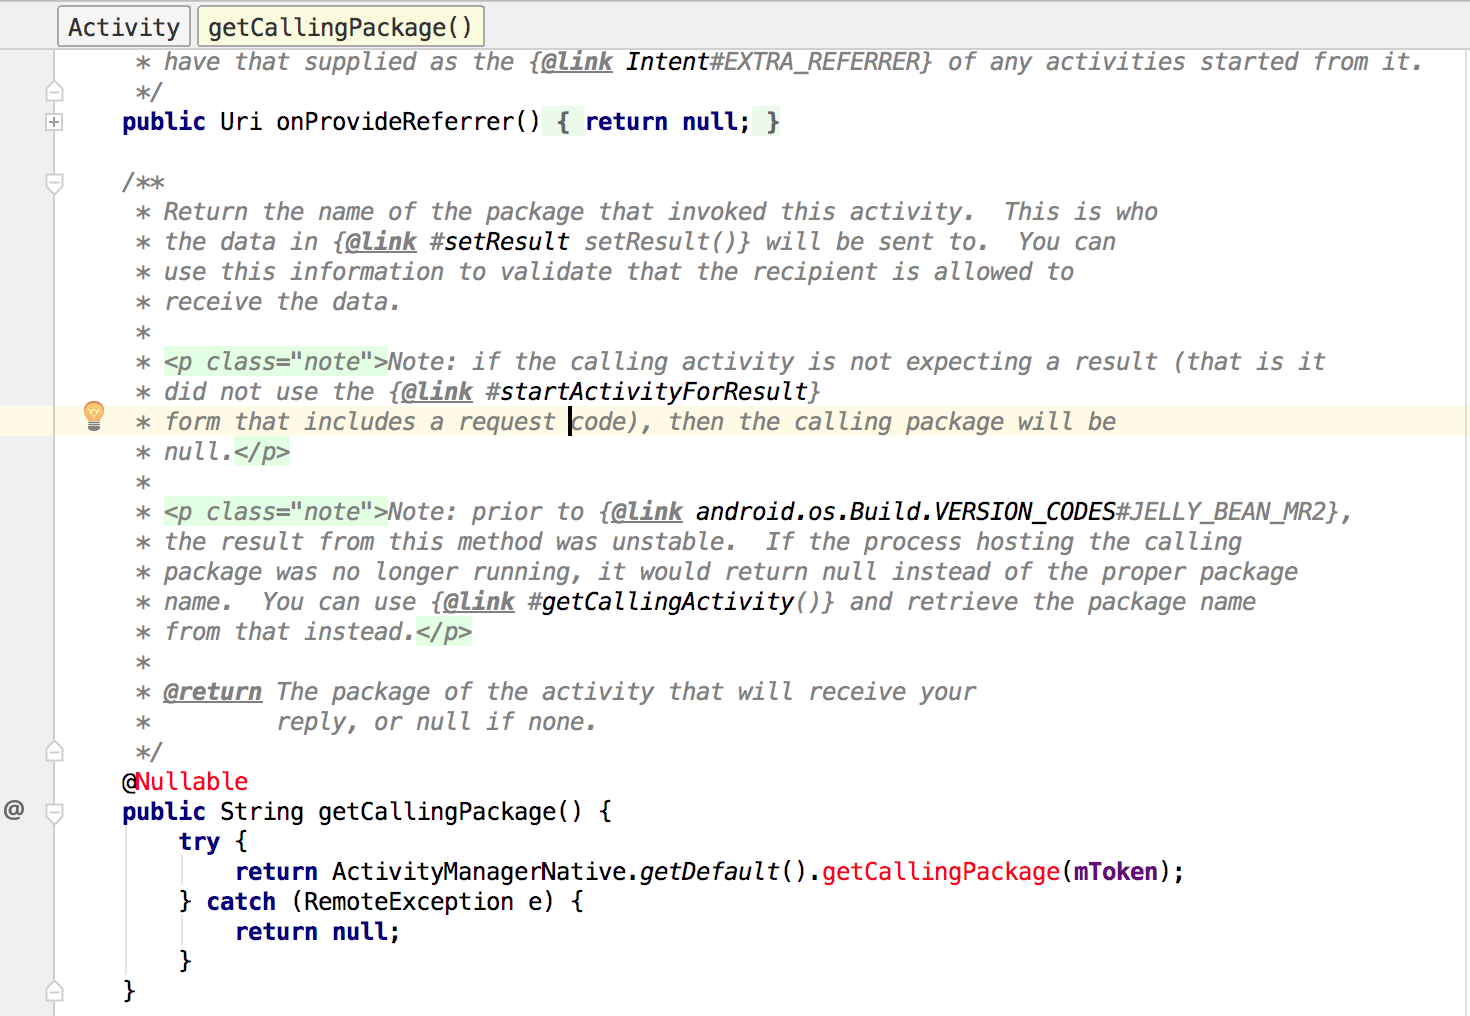 Activity getCallingPackage()
* have that supplied as the {@link Intent#EXTRA_REFERRER} of any activities started from it.
*/
public Uri onProvideReferrer() { return null; }
/**
* Return the name of the package that invoked this activity.  This is who
* the data in {@link #setResult setResult()} will be sent to.  You can
* use this information to validate that the recipient is allowed to
* receive the data.
*
* <p class="note">Note: if the calling activity is not expecting a result (that is it
* did not use the {@link #startActivityForResult}
* form that includes a request code), then the calling package will be
* null.</p>
*
* <p class="note">Note: prior to {@link android.os.Build.VERSION_CODES#JELLY_BEAN_MR2},
* the result from this method was unstable.  If the process hosting the calling
* package was no longer running, it would return null instead of the proper package
* name.  You can use {@link #getCallingActivity()} and retrieve the package name
* from that instead.</p>
*
* @return The package of the activity that will receive your
*         reply, or null if none.
*/
@Nullable
@ public String getCallingPackage() {
try {
return ActivityManagerNative.getDefault().getCallingPackage(mToken);
} catch (RemoteException e) {
return null;
}
}